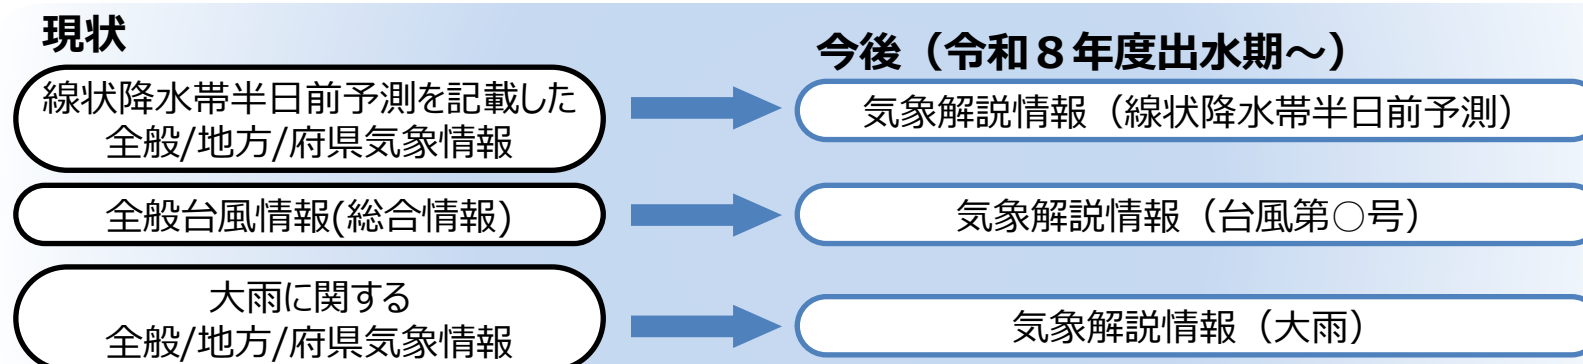 現状
今後（令和８年度出水期～）
線状降水帯半日前予測を記載した
全般/地方/府県気象情報
気象解説情報（線状降水帯半日前予測）
全般台風情報(総合情報)
気象解説情報（台風第○号）
大雨に関する
全般/地方/府県気象情報
気象解説情報（大雨）